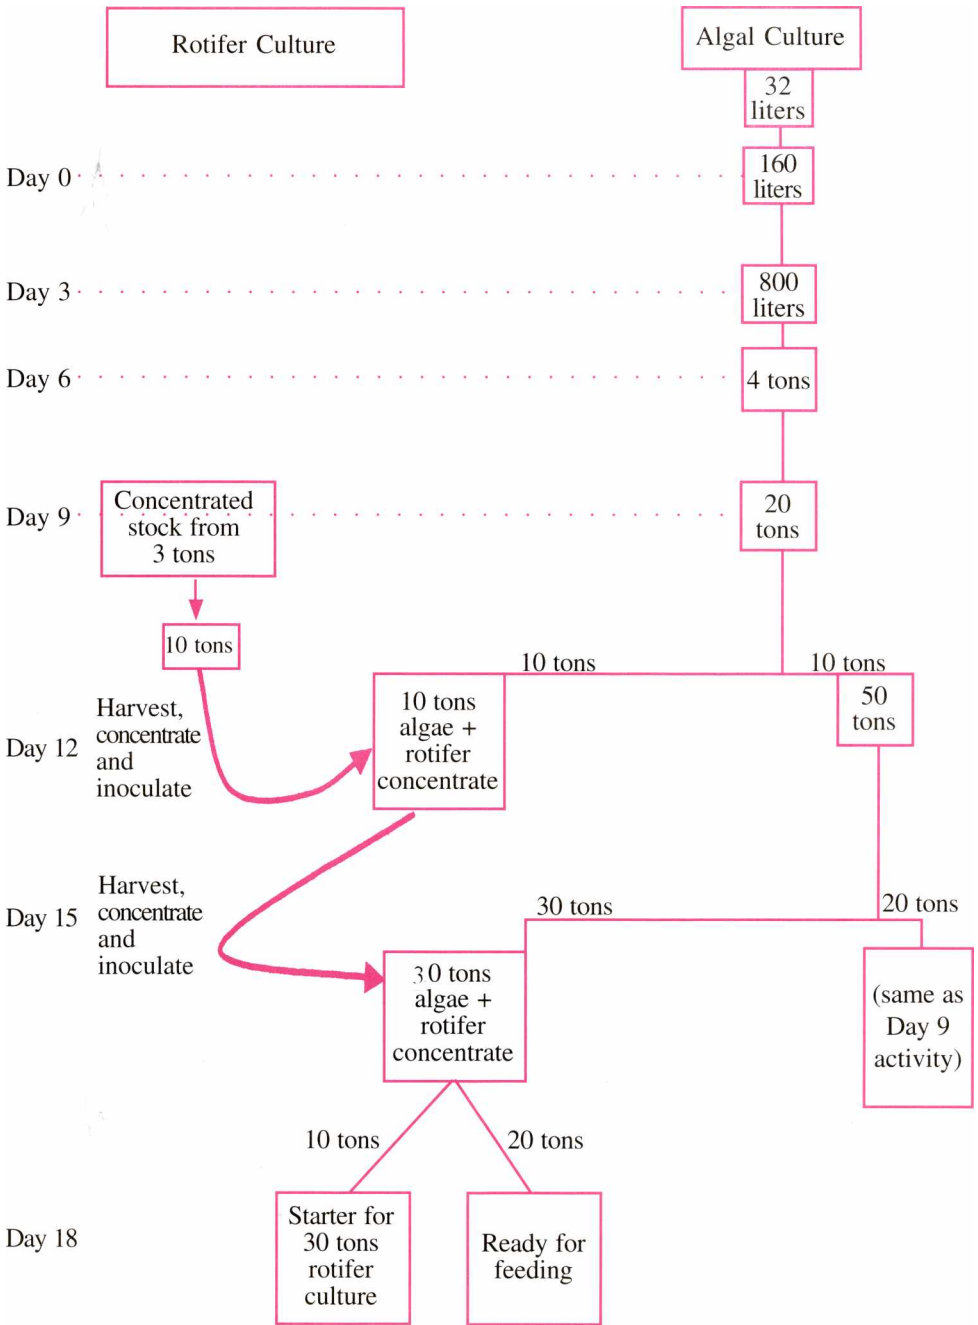 Rotifer Culture
Algal Culture
32
liters
Day 0
160
liters
Day 3
800
liters
Day 6
4 tons
Day 9
Concentrated
stock from
3 tons
20
tons
10 tons
10 tons
10 tons
Day 12
Harvest,
concentrate
and
inoculate
10 tons
algae +
rotifer
concentrate
50
tons
Day 15
Harvest,
concentrate
and
inoculate
30 tons
20 tons
30 tons
algae +
rotifer
concentrate
(same as
Day 9
activity)
10 tons
20 tons
Day 18
Starter for
30 tons
rotifer
culture
Ready for
feeding